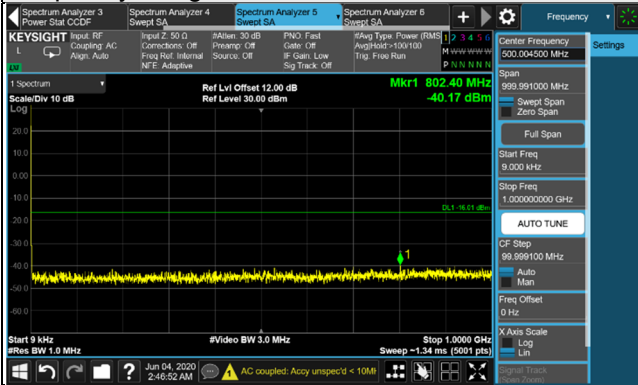 Spectrum Analyzer 3
Power Stat CCDF
Spectrum Analyzer 4
Swept SA
Spectrum Analyzer 5
Swept SA
Spectrum Analyzer 6
Swept SA
Frequency
KEYSIGHT
L
LXI
Input: RF
Coupling: AC
Align: Auto
Input Z: 50 Ω
Corrections: Off
Freq Ref: Internal
NFE: Adaptive
#Atten: 30 dB
Preamp: Off
Source: Off
PNO: Fast
Gate: Off
IF Gain: Low
Sig Track: Off
#Avg Type: Power (RMS)
Avg|Hold:>100/100
Trig: Free Run
1 2 3 4 5 6
M W W W W W
P N N N N N
1 Spectrum
Scale/Div 10 dB
Ref Lvl Offset 12.00 dB
Ref Level 30.00 dBm
Mkr1 802.40 MHz
-40.17 dBm
Log
20.0
10.0
0.00
-10.0
-20.0
-30.0
-40.0
-50.0
-60.0
DL1 -16.01 dBm
1
Start 9 kHz
#Res BW 1.0 MHz
#Video BW 3.0 MHz
Stop 1.0000 GHz
Sweep ~1.34 ms (5001 pts)
Center Frequency
500.004500 MHz
Settings
Span
999.991000 MHz
Swept Span
Zero Span
Full Span
Start Freq
9.000 kHz
Stop Freq
1.000000000 GHz
AUTO TUNE
CF Step
99.999100 MHz
Auto
Man
Freq Offset
0 Hz
X Axis Scale
Log
Lin
Signal Track
(Span Zoom)
?
Jun 04, 2020
2:46:52 AM
AC coupled: Accy unspec'd < 10MH